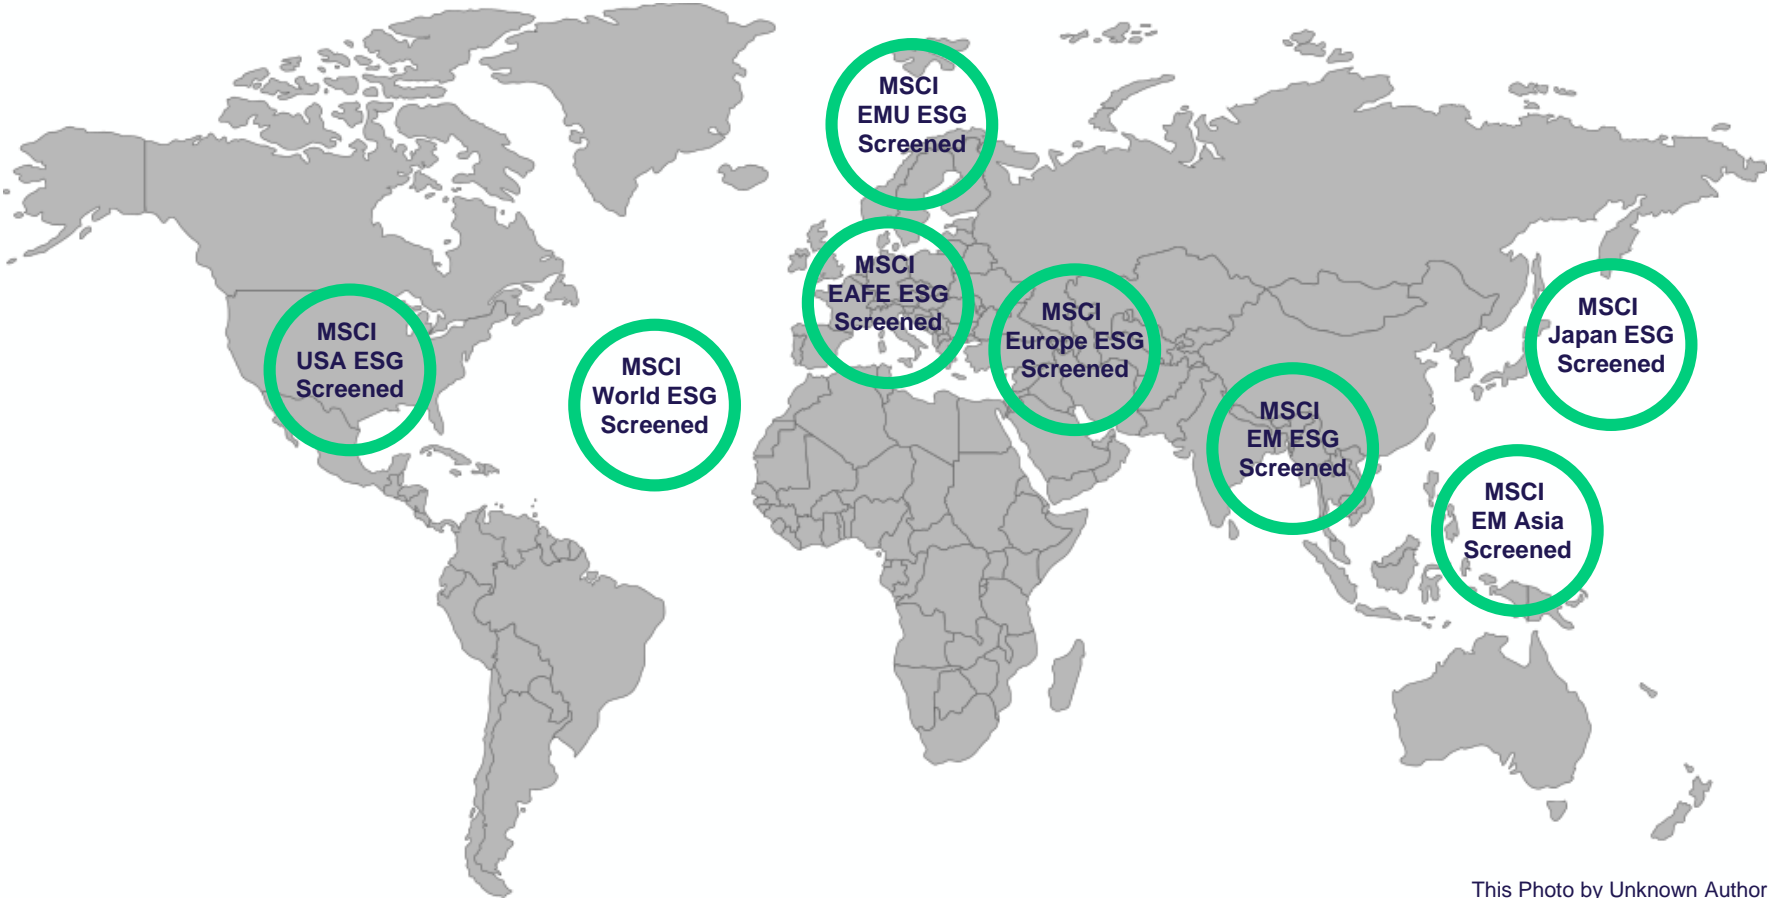 MSCI
EMU ESG
Screened
MSCI
EAFE ESG
Screened
MSCI
Europe ESG
Screened
MSCI
Japan ESG
Screened
MSCI
USA ESG
Screened
MSCI
World ESG
Screened
MSCI
EM ESG
Screened
MSCI
EM Asia
Screened
This Photo by Unknown Author